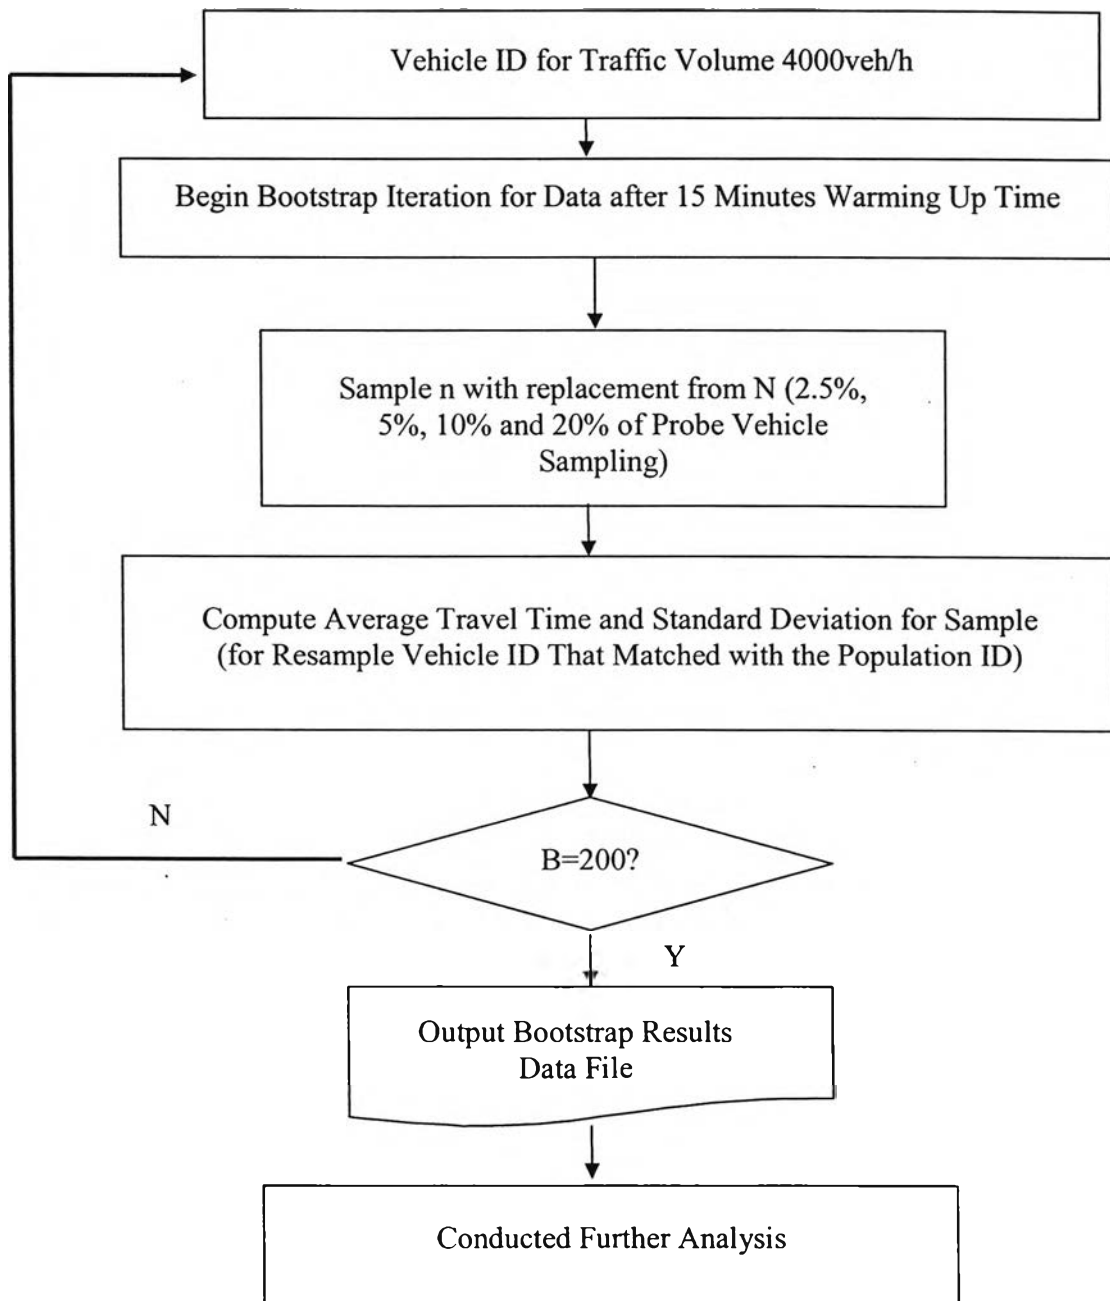 Vehicle ID for Traffic Volume 4000veh/h
Begin Bootstrap Iteration for Data after 15 Minutes Warming Up Time
Sample n with replacement from N (2.5%,
5%, 10% and 20% of Probe Vehicle
Sampling)
Compute Average Travel Time and Standard Deviation for Sample
(for Resample Vehicle ID That Matched with the Population ID)
N
B=200?
Y
Output Bootstrap Results
Data File
Conducted Further Analysis